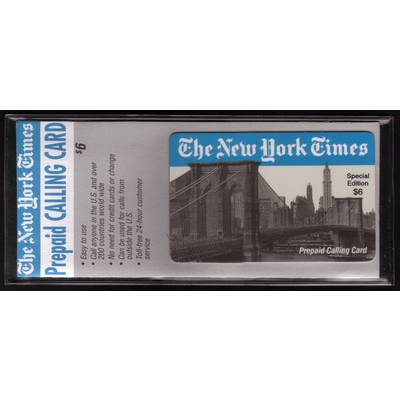 The New York Times
Prepaid CALLING CARD
$6
• Easy to use
• Call anyone in the U.S. and over
200 countries world wide
• No need for credit cards or change
• Can be used for calls from
outside the U.S.
• Toll-free 24-hour customer
service
The New York Times
Special
Edition
$6
Prepaid Calling Card